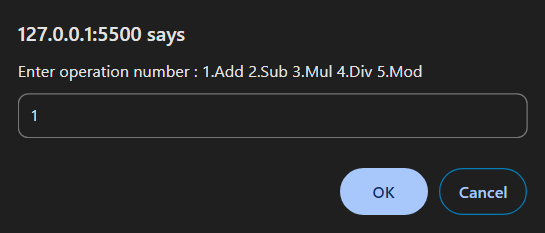 127.0.0.1:5500 says
Enter operation number : 1.Add 2.Sub 3.Mul 4.Div 5.Mod
1
OK Cancel